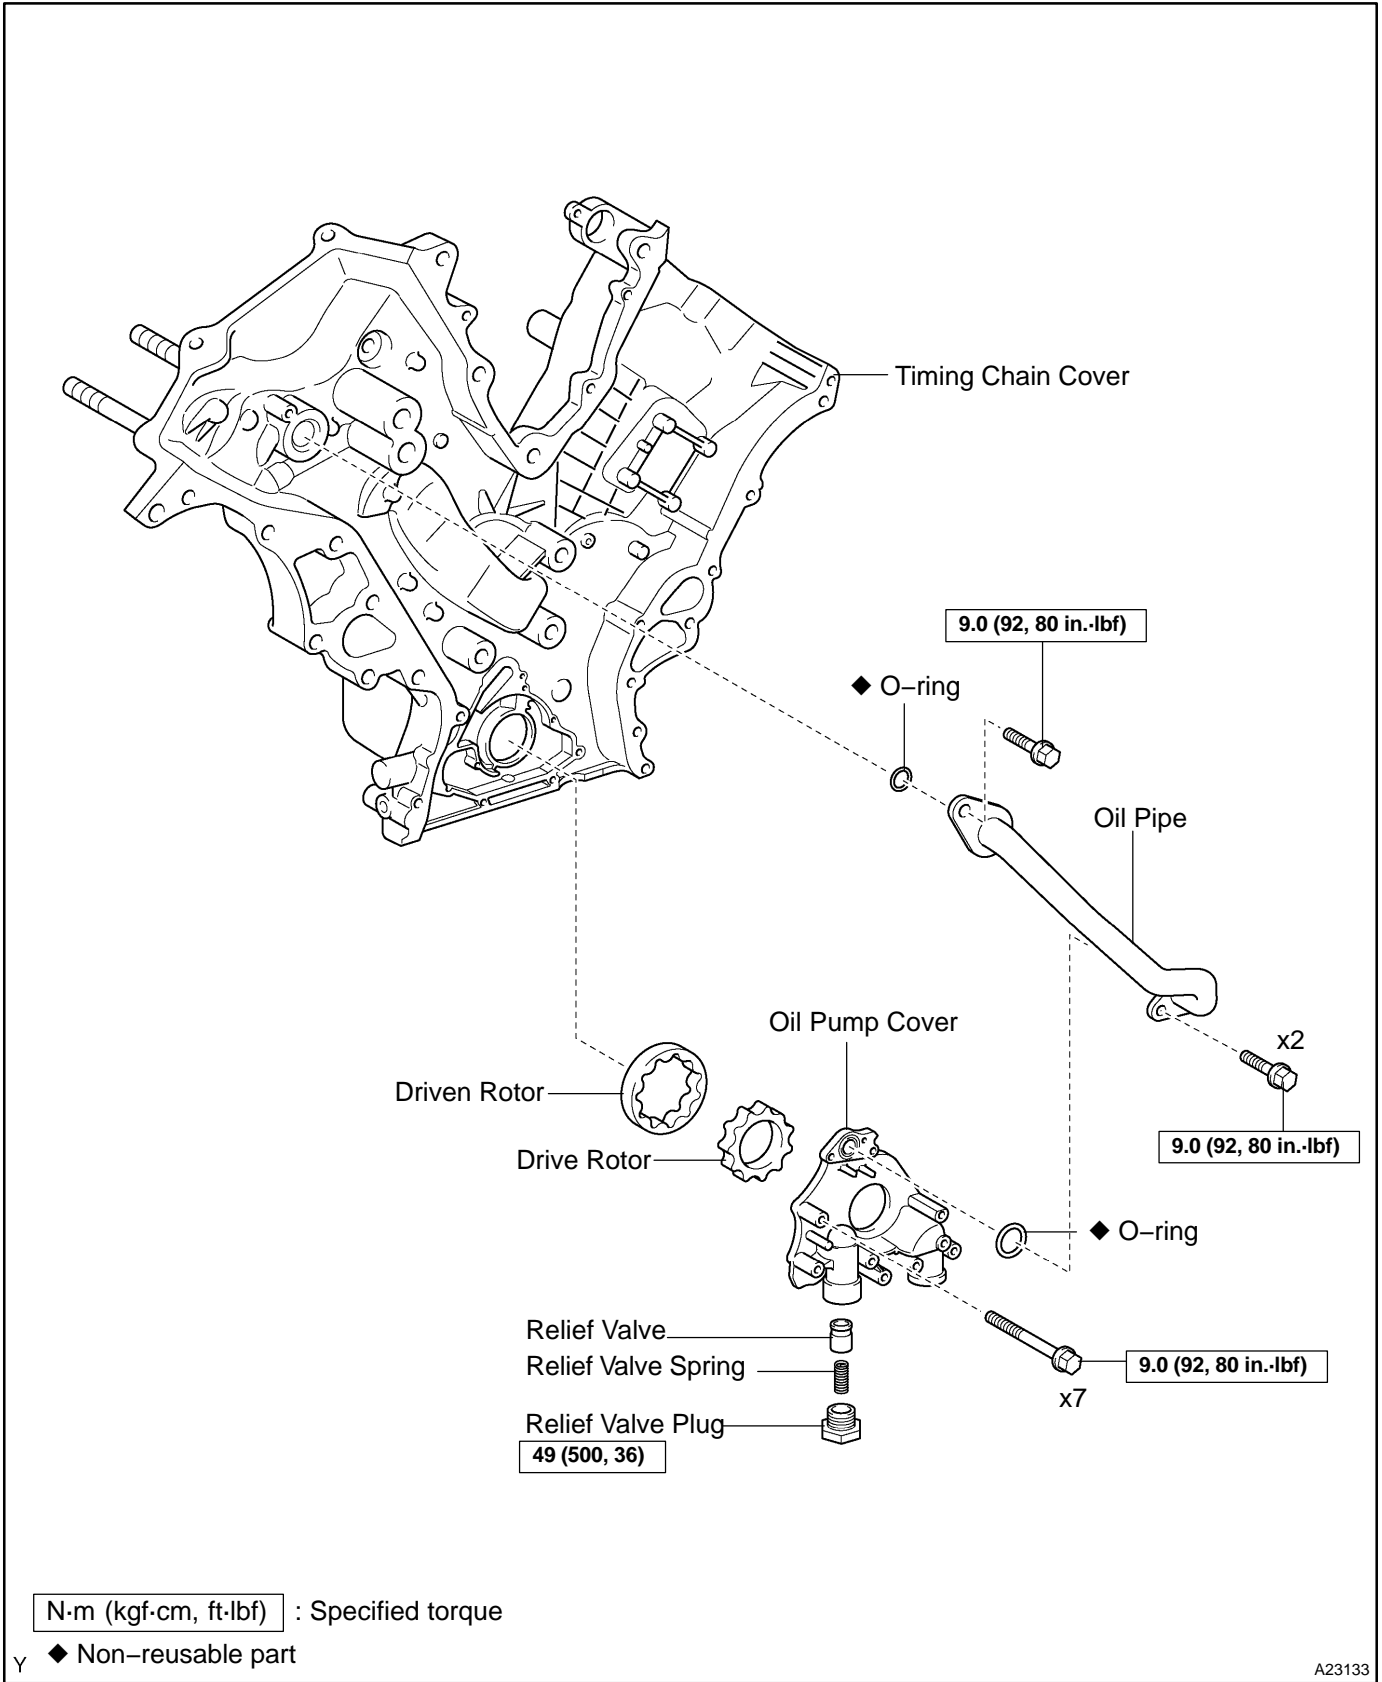 Timing Chain Cover
9.0 (92, 80 in.·lbf)
◆ O−ring
Oil Pipe
Oil Pump Cover
x2
Driven Rotor
9.0 (92, 80 in.·lbf)
Drive Rotor
◆ O−ring
Relief Valve
Relief Valve Spring
9.0 (92, 80 in.·lbf)
x7
Relief Valve Plug
49 (500, 36)
N·m (kgf·cm, ft·lbf) : Specified torque
◆ Non−reusable part
Y
A23133